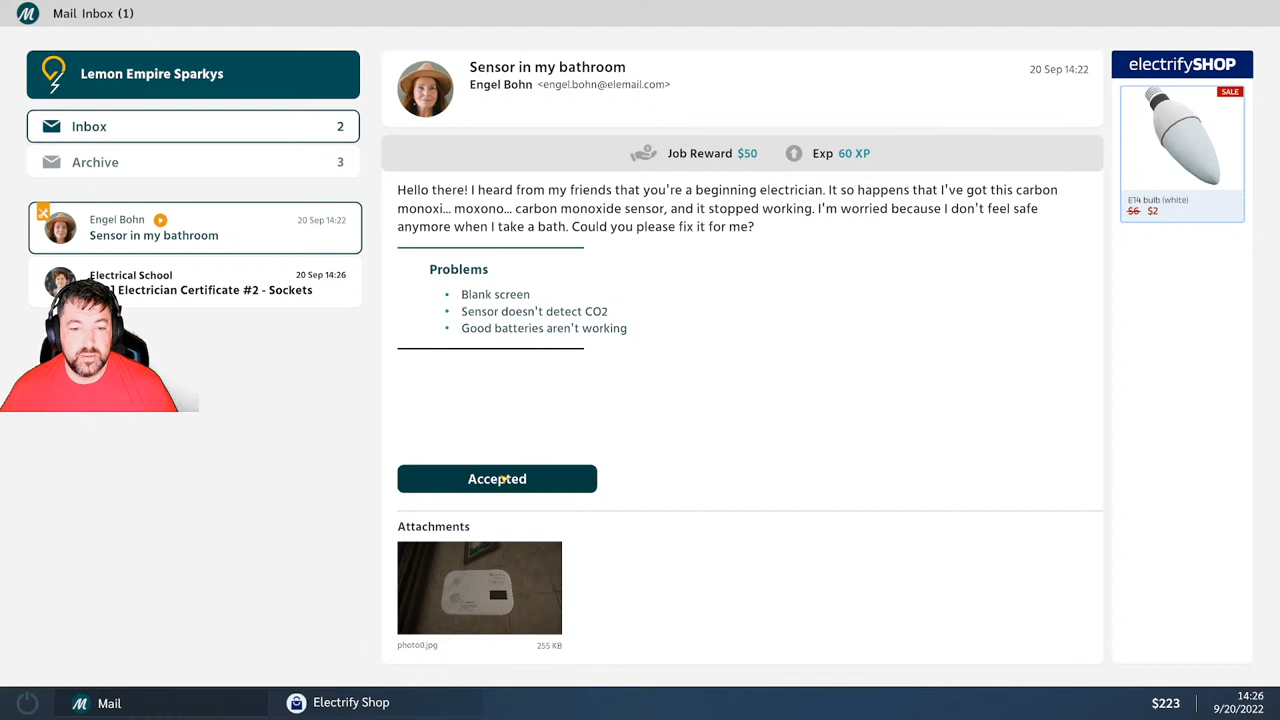 Mail Inbox (1)
Lemon Empire Sparkys
Inbox 2
Archive 3
Engel Bohn 20 Sep 14:22
Sensor in my bathroom
Electrical School 20 Sep 14:26
Electrician Certificate #2 - Sockets
Sensor in my bathroom
Engel Bohn <engel.bohn@elemail.com>
20 Sep 14:22
Job Reward $50 Exp 60 XP
Hello there! I heard from my friends that you're a beginning electrician. It so happens that I've got this carbon
monoxi... moxono... carbon monoxide sensor, and it stopped working. I'm worried because I don't feel safe
anymore when I take a bath. Could you please fix it for me?
Problems
• Blank screen
• Sensor doesn't detect CO2
• Good batteries aren't working
Accepted
Attachments
photo0.jpg 255 KB
electrifySHOP
SALE
E14 bulb (white)
$6 $2
Mail
Electrify Shop
$223
14:26
9/20/2022